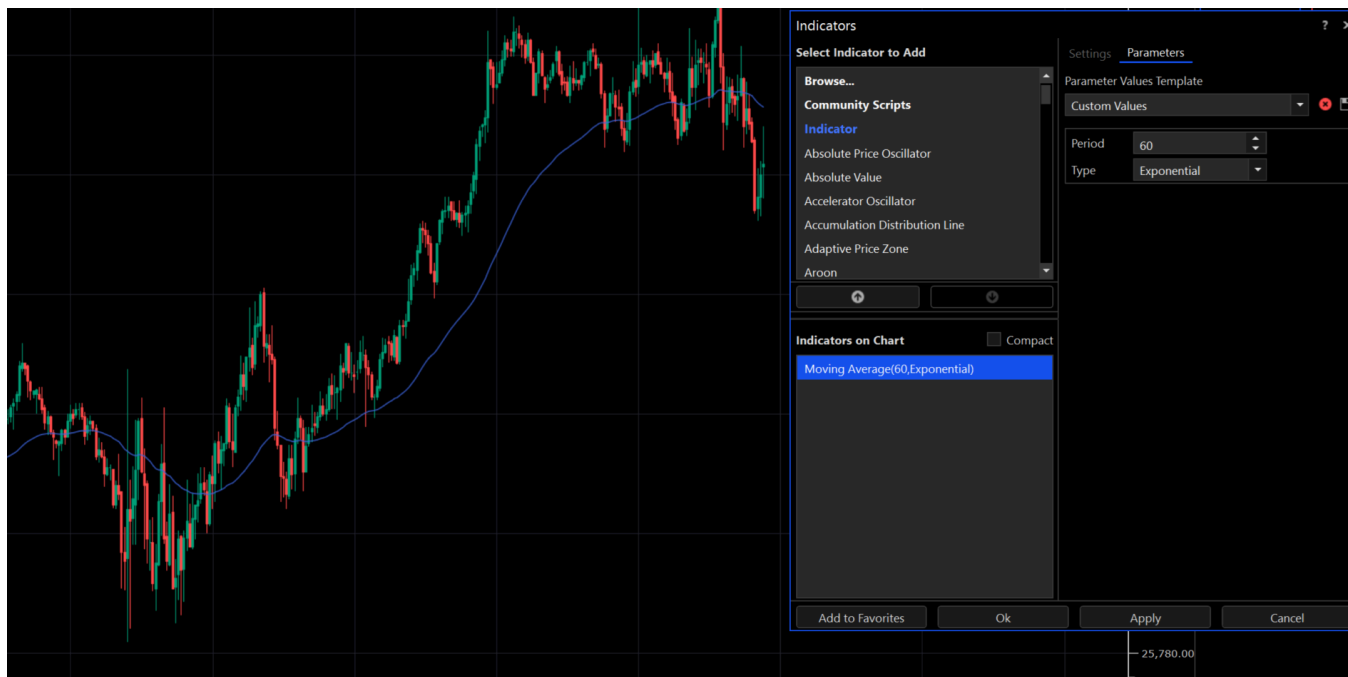 Indicators
?
Select Indicator to Add
Browse...
Community Scripts
Indicator
Absolute Price Oscillator
Absolute Value
Accelerator Oscillator
Accumulation Distribution Line
Adaptive Price Zone
Aroon
Settings Parameters
Parameter Values Template
Custom Values
Period 60
Type Exponential
Indicators on Chart Compact
Moving Average(60,Exponential)
Add to Favorites Ok Apply Cancel
25,780.00